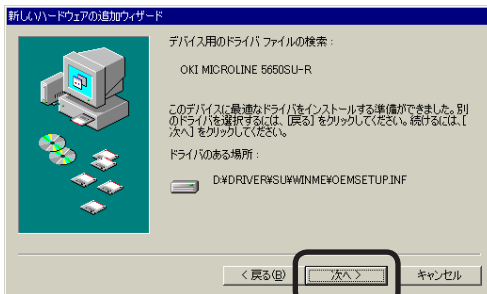 新しいハードウェアの追加ウィザード
デバイス用のドライバ ファイルの検索:
OKI MICROLINE 5650SU-R
このデバイスに最適なドライバをインストールする準備ができました。別
のドライバを選択するには、[戻る] をクリックしてください。続けるには、[
次へ] をクリックしてください。
ドライバのある場所:
D:¥DRIVER¥SU¥WINME¥OEMSETUP.INF
< 戻る(B)
次へ >
キャンセル